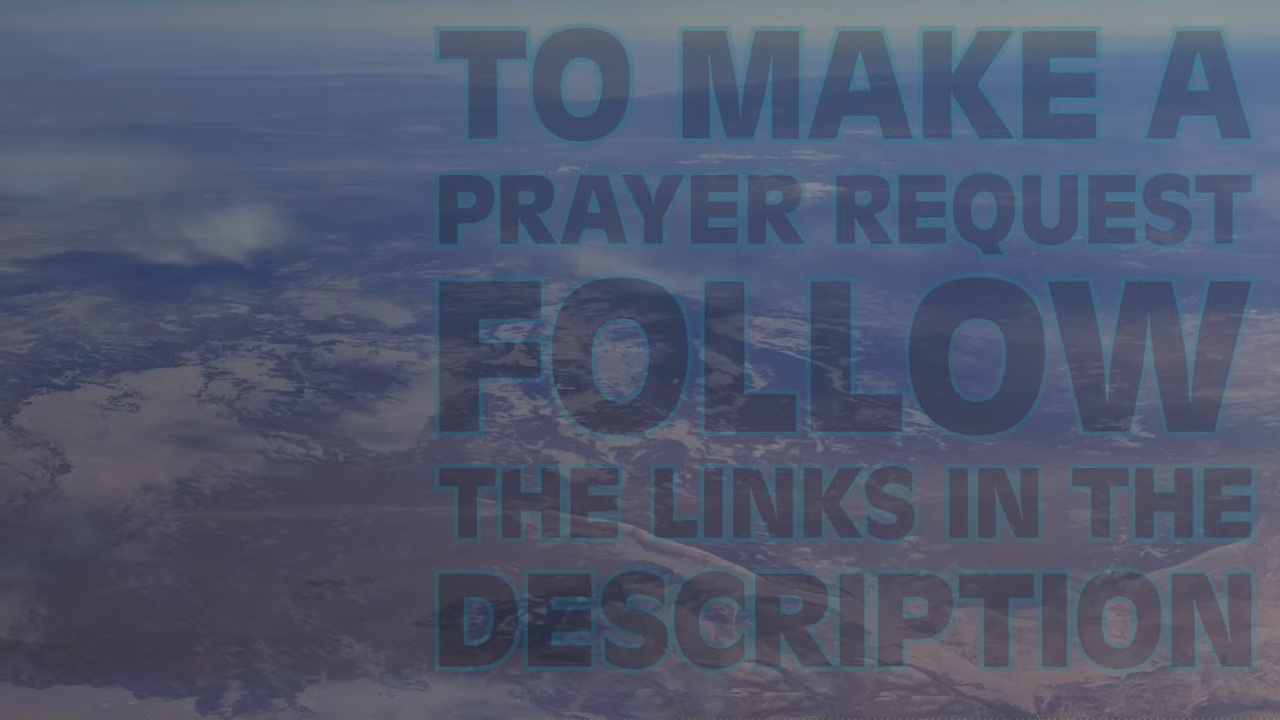 TO MAKE A
PRAYER REQUEST
FOLLOW
THE LINKS IN THE
DESCRIPTION